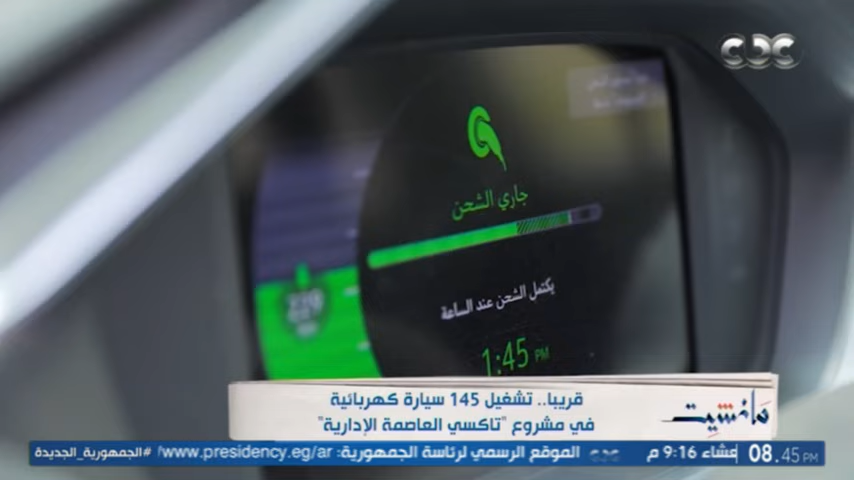 cbc
جاري الشحن
يكتمل الشحن عند الساعة
1:45 PM
قريبا.. تشغيل 145 سيارة كهربائية
في مشروع "تاكسي العاصمة الإدارية"
مانشيت
08.45 PM عشاء 9:16 م الموقع الرسمي لرئاسة الجمهورية: www.presidency.eg/ar/ #الجمهورية_الجديدة